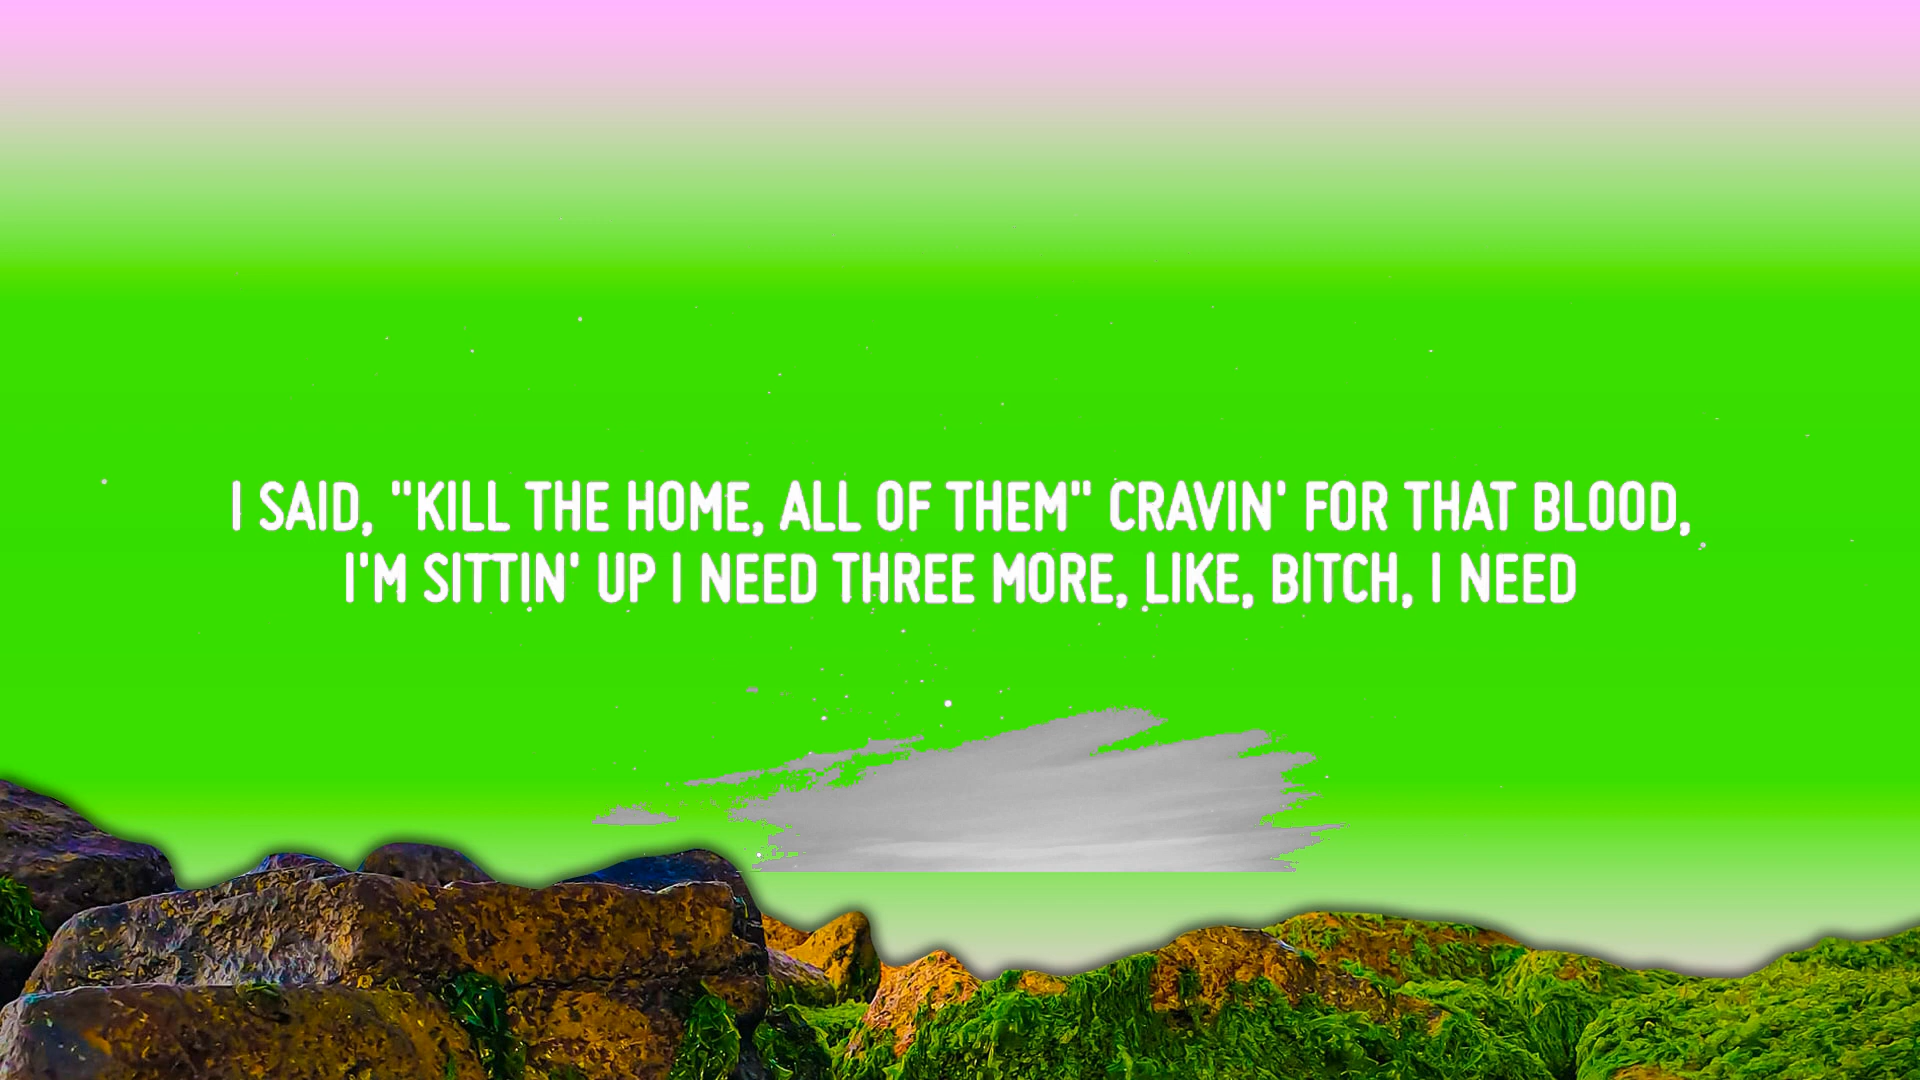 I SAID, "KILL THE HOME, ALL OF THEM" CRAVIN' FOR THAT BLOOD,
I'M SITTIN' UP I NEED THREE MORE, LIKE, BITCH, I NEED